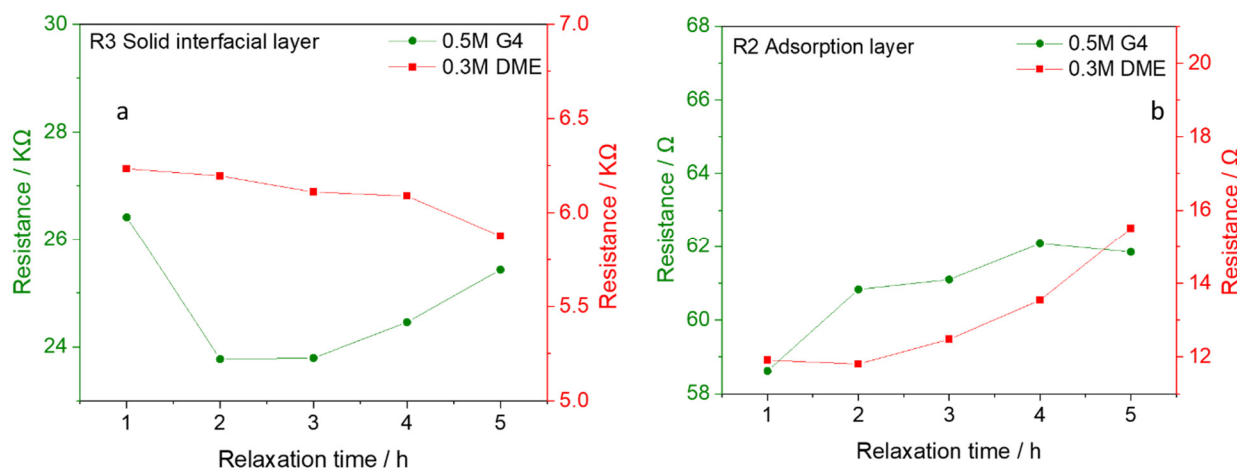 R3 Solid interfacial layer
0.5M G4
0.3M DME
a
30
28
26
24
Resistance / KΩ
7.0
6.5
6.0
5.5
5.0
Resistance / KΩ
1 2 3 4 5
Relaxation time / h
R2 Adsorption layer
0.5M G4
0.3M DME
b
68
66
64
62
60
58
Resistance / Ω
20
18
16
14
12
Resistance / Ω
1 2 3 4 5
Relaxation time / h